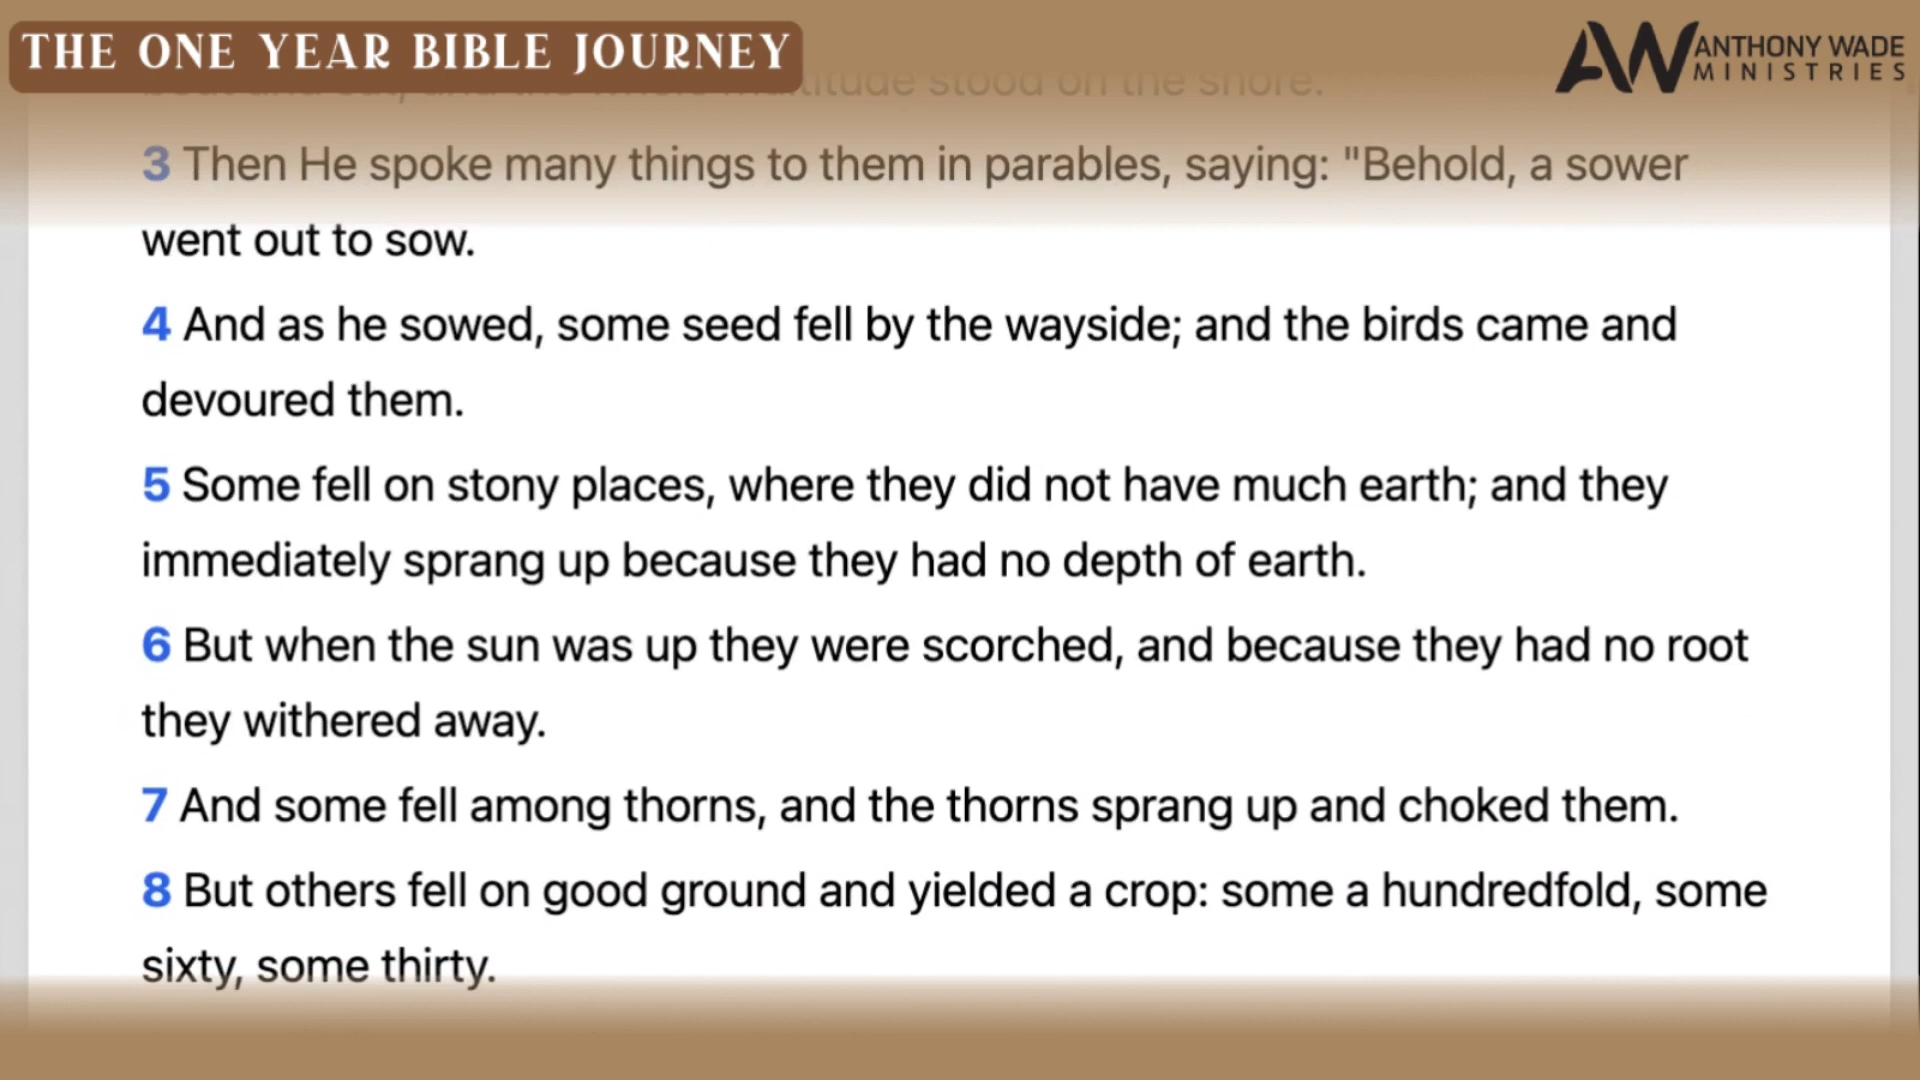 THE ONE YEAR BIBLE JOURNEY
AW ANTHONY WADE
MINISTRIES
stood on the shore.
3 Then He spoke many things to them in parables, saying: "Behold, a sower
went out to sow.
4 And as he sowed, some seed fell by the wayside; and the birds came and
devoured them.
5 Some fell on stony places, where they did not have much earth; and they
immediately sprang up because they had no depth of earth.
6 But when the sun was up they were scorched, and because they had no root
they withered away.
7 And some fell among thorns, and the thorns sprang up and choked them.
8 But others fell on good ground and yielded a crop: some a hundredfold, some
sixty, some thirty.